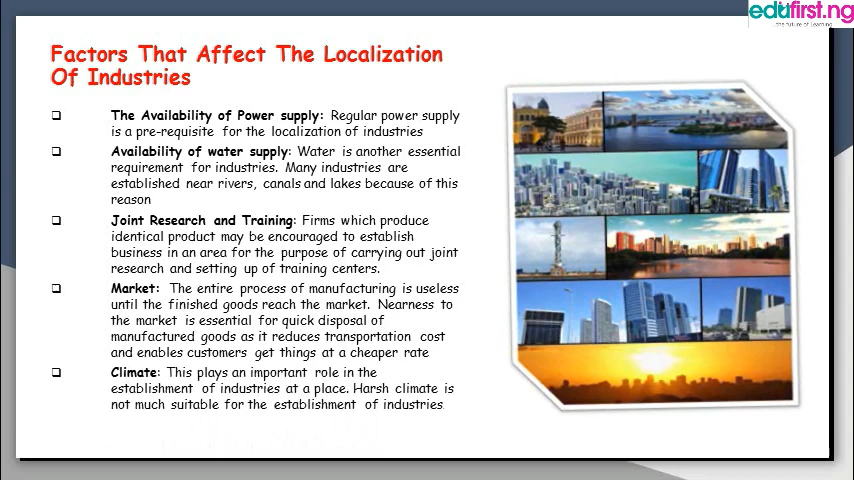 edufirst.ng
the future of learning
Factors That Affect The Localization
Of Industries
The Availability of Power supply: Regular power supply
is a pre-requisite for the localization of industries
Availability of water supply: Water is another essential
requirement for industries. Many industries are
established near rivers, canals and lakes because of this
reason
Joint Research and Training: Firms which produce
identical product may be encouraged to establish
business in an area for the purpose of carrying out joint
research and setting up of training centers.
Market: The entire process of manufacturing is useless
until the finished goods reach the market. Nearness to
the market is essential for quick disposal of
manufactured goods as it reduces transportation cost
and enables customers get things at a cheaper rate
Climate: This plays an important role in the
establishment of industries at a place. Harsh climate is
not much suitable for the establishment of industries.